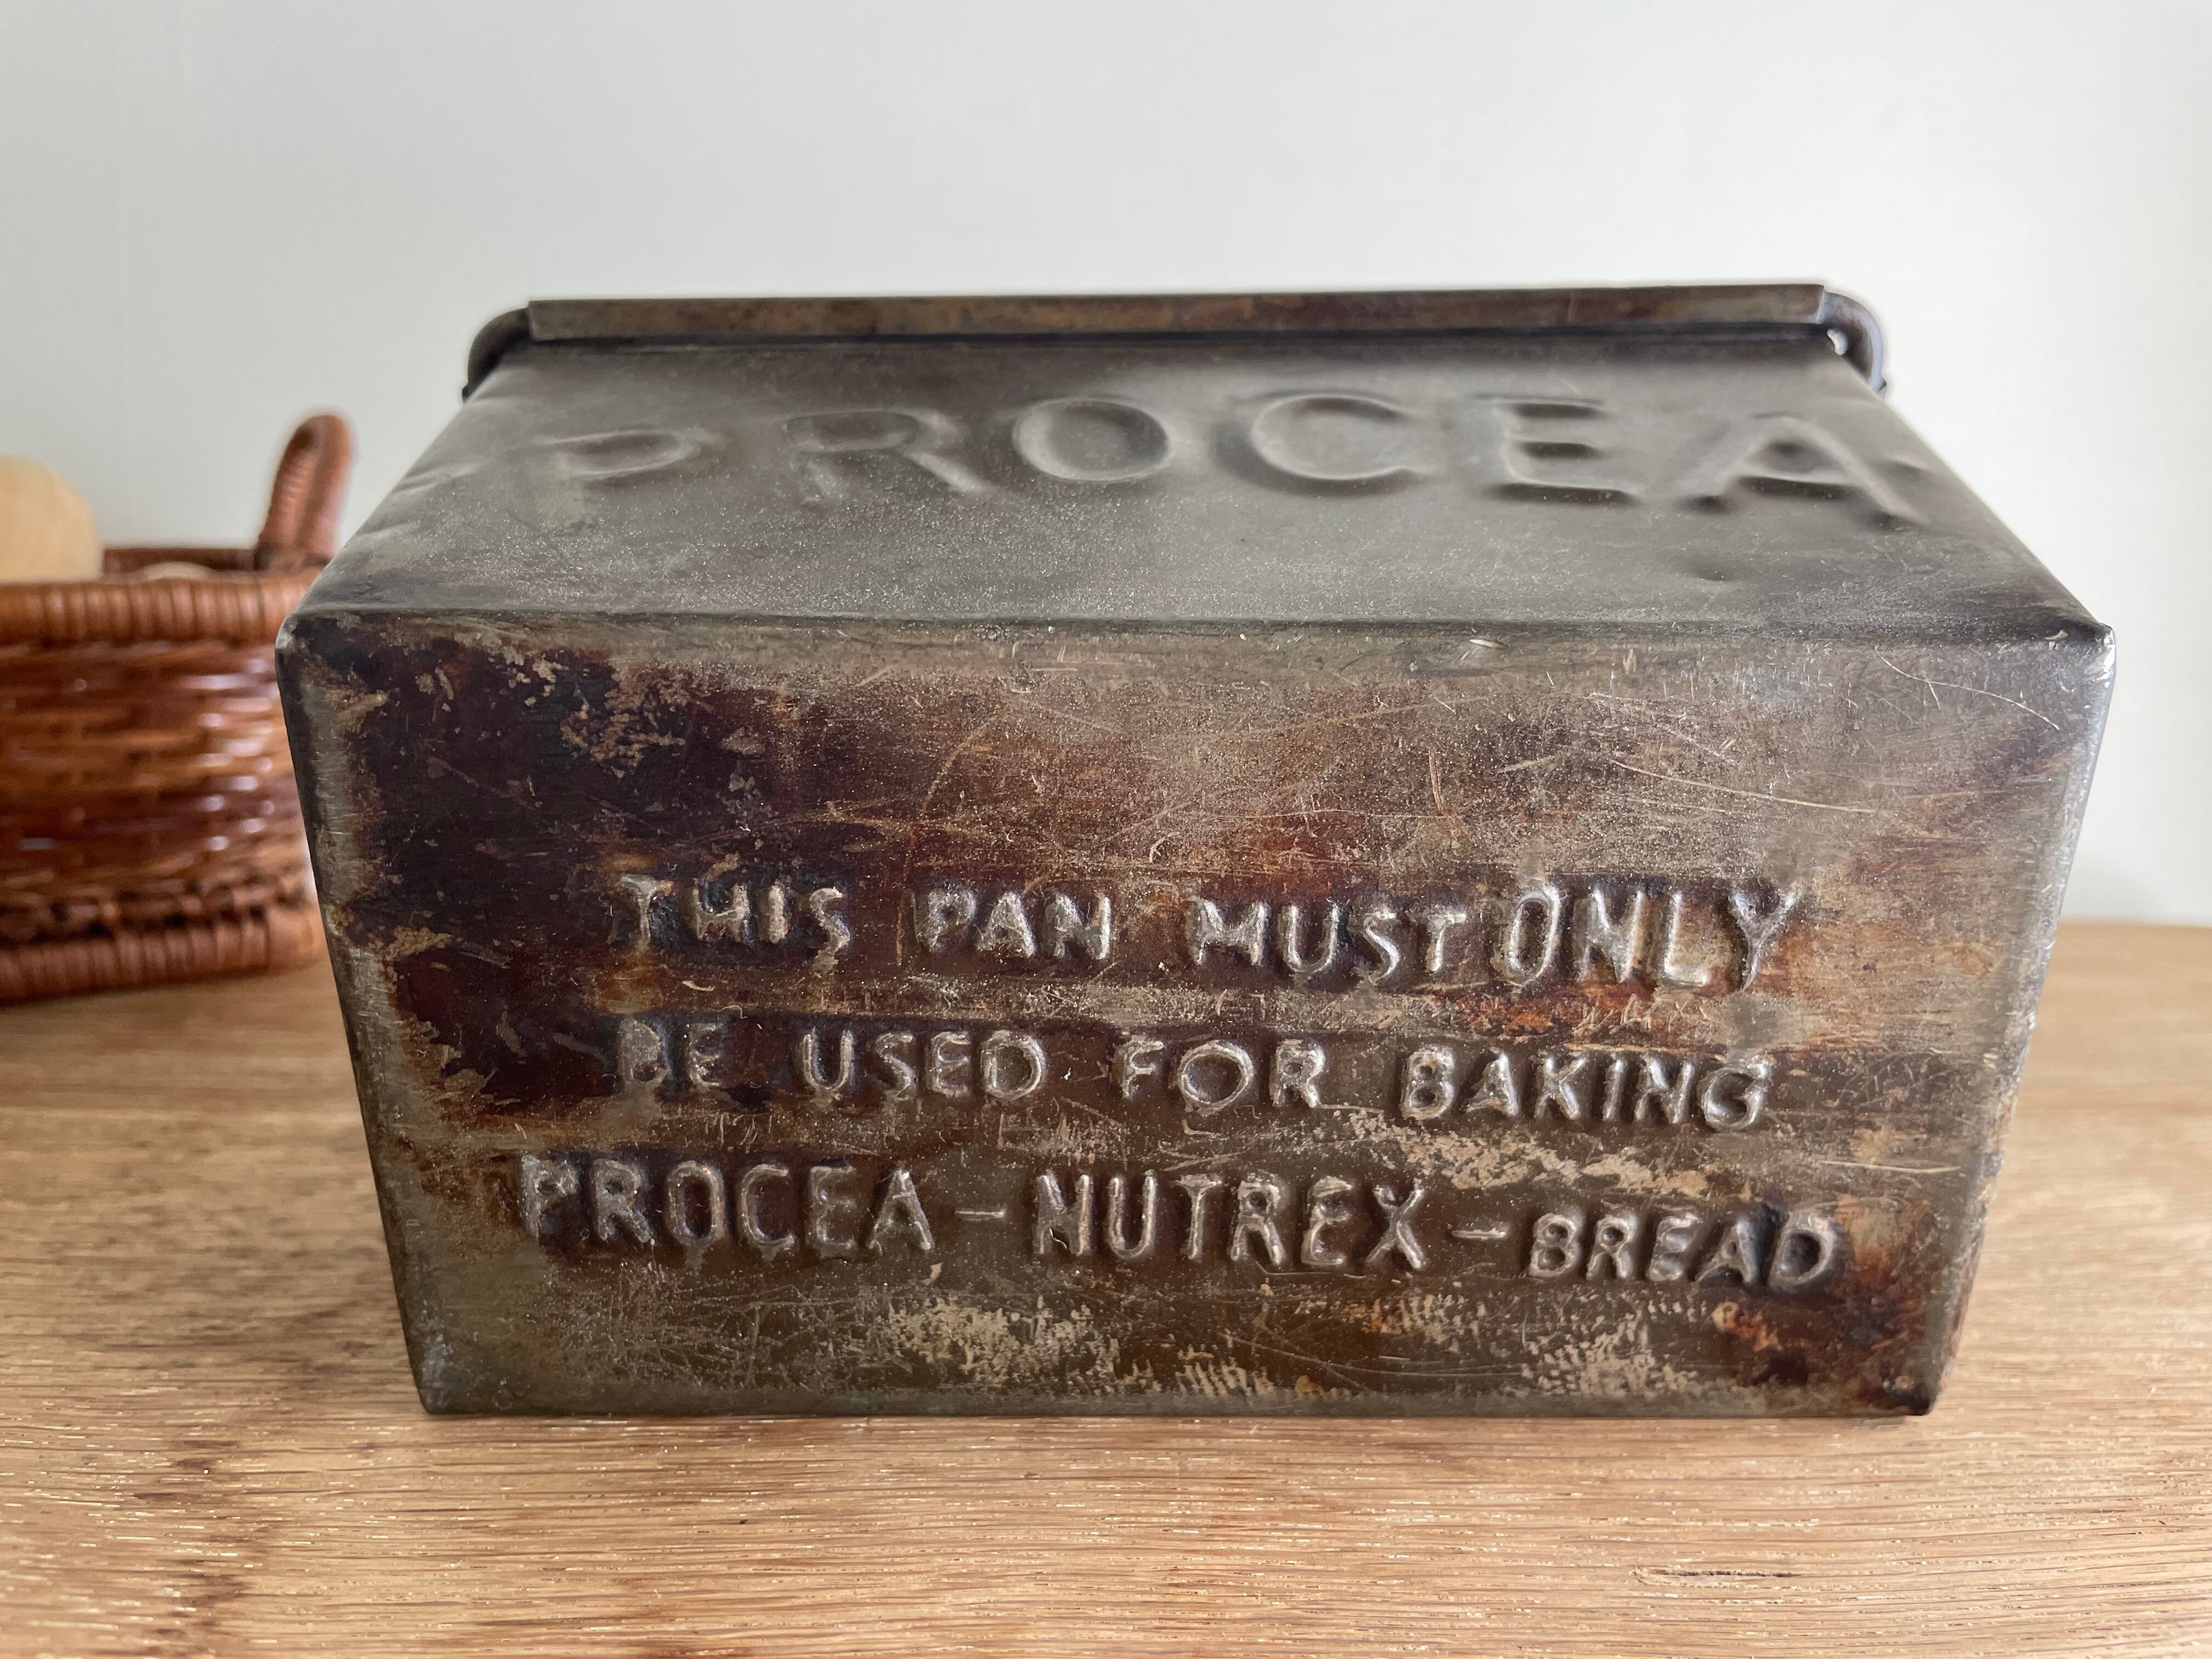 PROCEA
THIS PAN MUST ONLY
BE USED FOR BAKING
PROCEA - NUTREX - BREAD